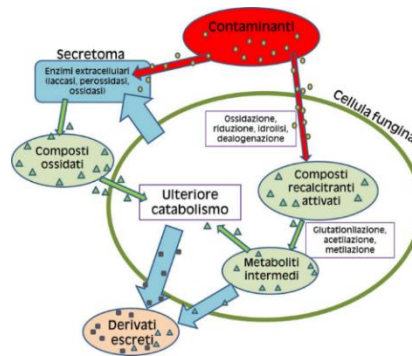 Contaminanti
Secretoma
Enzimi extracellulari
(laccasi, perossidasi,
ossidasi)
Cellula fungina
Ossidazione,
riduzione, idrolisi,
dealogenazione
Composti
ossidati
Composti
recalcitranti
attivati
Ulteriore
catabolismo
Glutationilazione,
acetilazione,
metilazione
Metaboliti
intermedi
Derivati
escreti